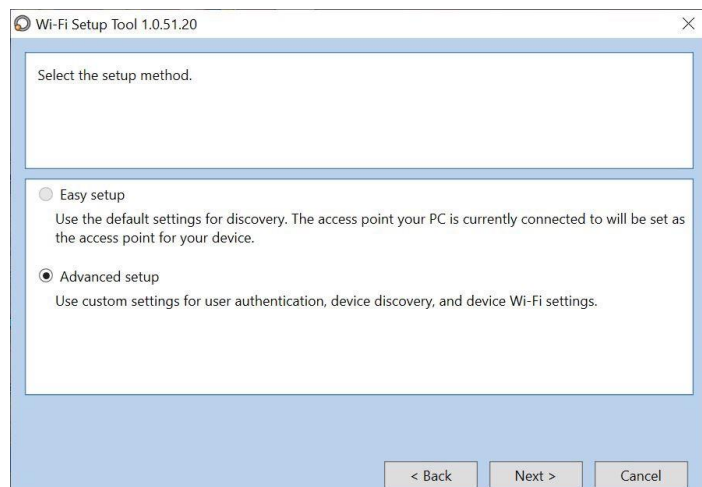 Wi-Fi Setup Tool 1.0.51.20
Select the setup method.
Easy setup
Use the default settings for discovery. The access point your PC is currently connected to will be set as
the access point for your device.
Advanced setup
Use custom settings for user authentication, device discovery, and device Wi-Fi settings.
< Back
Next >
Cancel